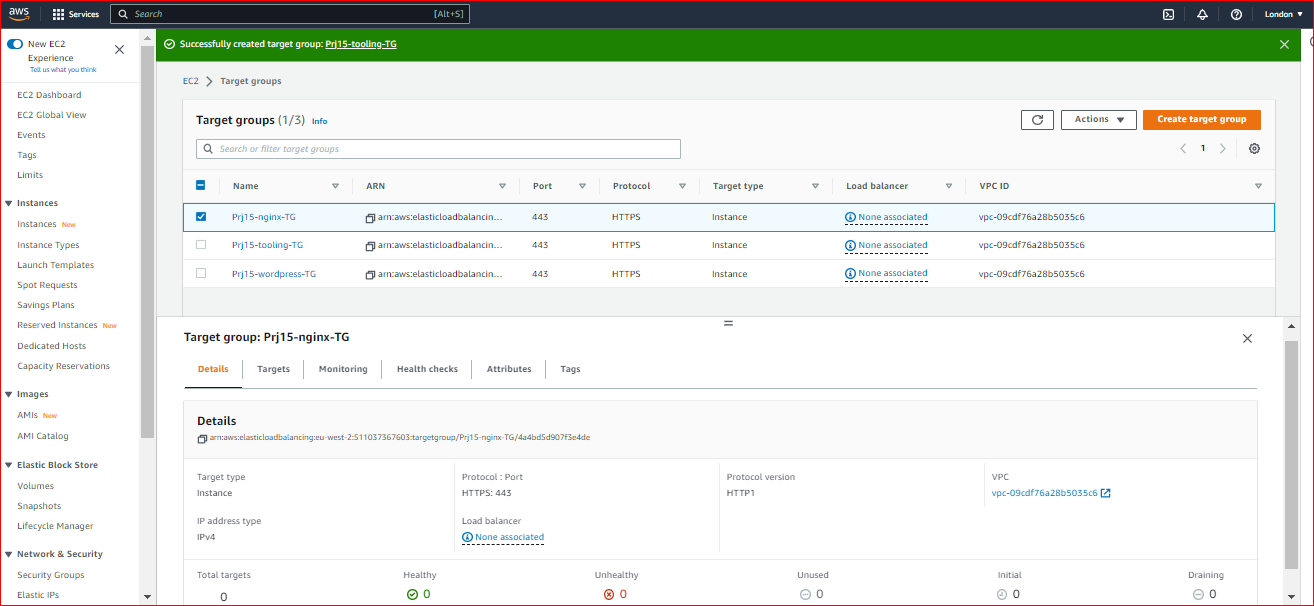 aws Services Search [Alt+S] London
New EC2 Experience
Tell us what you think
EC2 Dashboard
EC2 Global View
Events
Tags
Limits
Instances
Instances New
Instance Types
Launch Templates
Spot Requests
Savings Plans
Reserved Instances New
Dedicated Hosts
Capacity Reservations
Images
AMIs New
AMI Catalog
Elastic Block Store
Volumes
Snapshots
Lifecycle Manager
Network & Security
Security Groups
Elastic IPs
Successfully created target group: Prj15-tooling-TG
EC2 Target groups
Target groups (1/3) Info
Actions Create target group
Search or filter target groups 1
Name ARN Port Protocol Target type Load balancer VPC ID
Prj15-nginx-TG arn:aws:elasticloadbalancin... 443 HTTPS Instance None associated vpc-09cdf76a28b5035c6
Prj15-tooling-TG arn:aws:elasticloadbalancin... 443 HTTPS Instance None associated vpc-09cdf76a28b5035c6
Prj15-wordpress-TG arn:aws:elasticloadbalancin... 443 HTTPS Instance None associated vpc-09cdf76a28b5035c6
Target group: Prj15-nginx-TG
Details Targets Monitoring Health checks Attributes Tags
Details
arn:aws:elasticloadbalancing:eu-west-2:511037367603:targetgroup/Prj15-nginx-TG/4a4bd5d907f3e4de
Target type Protocol : Port Protocol version VPC
Instance HTTPS: 443 HTTP1 vpc-09cdf76a28b5035c6
IP address type Load balancer
IPv4 None associated
Total targets Healthy Unhealthy Unused Initial Draining
0 0 0 0 0 0